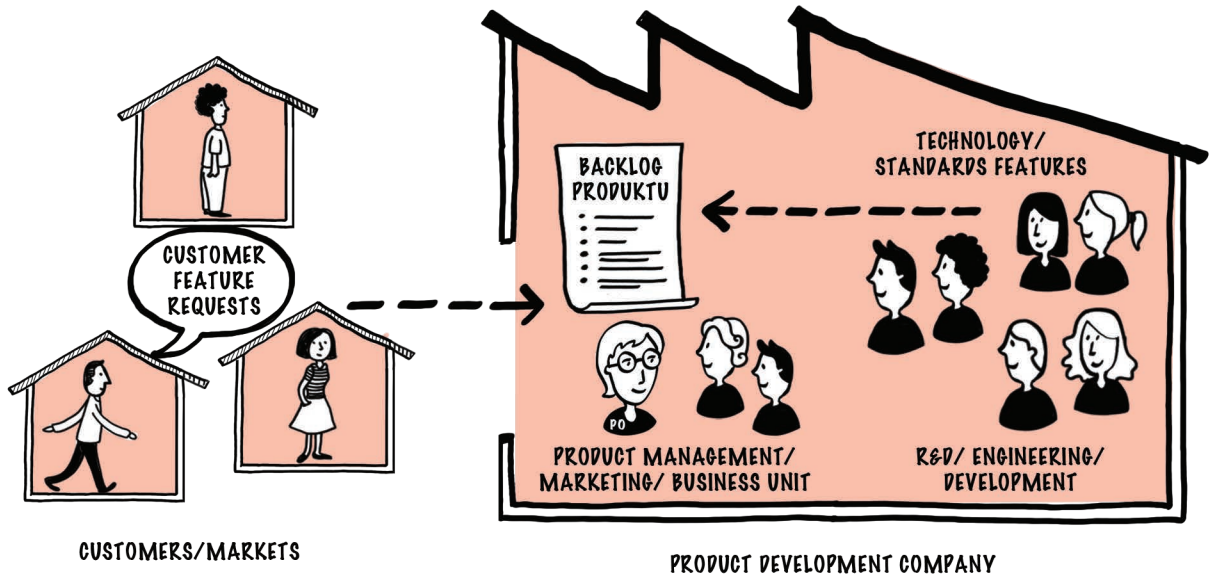 CUSTOMER
FEATURE
REQUESTS
CUSTOMERS/MARKETS
BACKLOG
PRODUKTU
TECHNOLOGY/
STANDARDS FEATURES
PO
PRODUCT MANAGEMENT/
MARKETING/ BUSINESS UNIT
R&D/ ENGINEERING/
DEVELOPMENT
PRODUCT DEVELOPMENT COMPANY